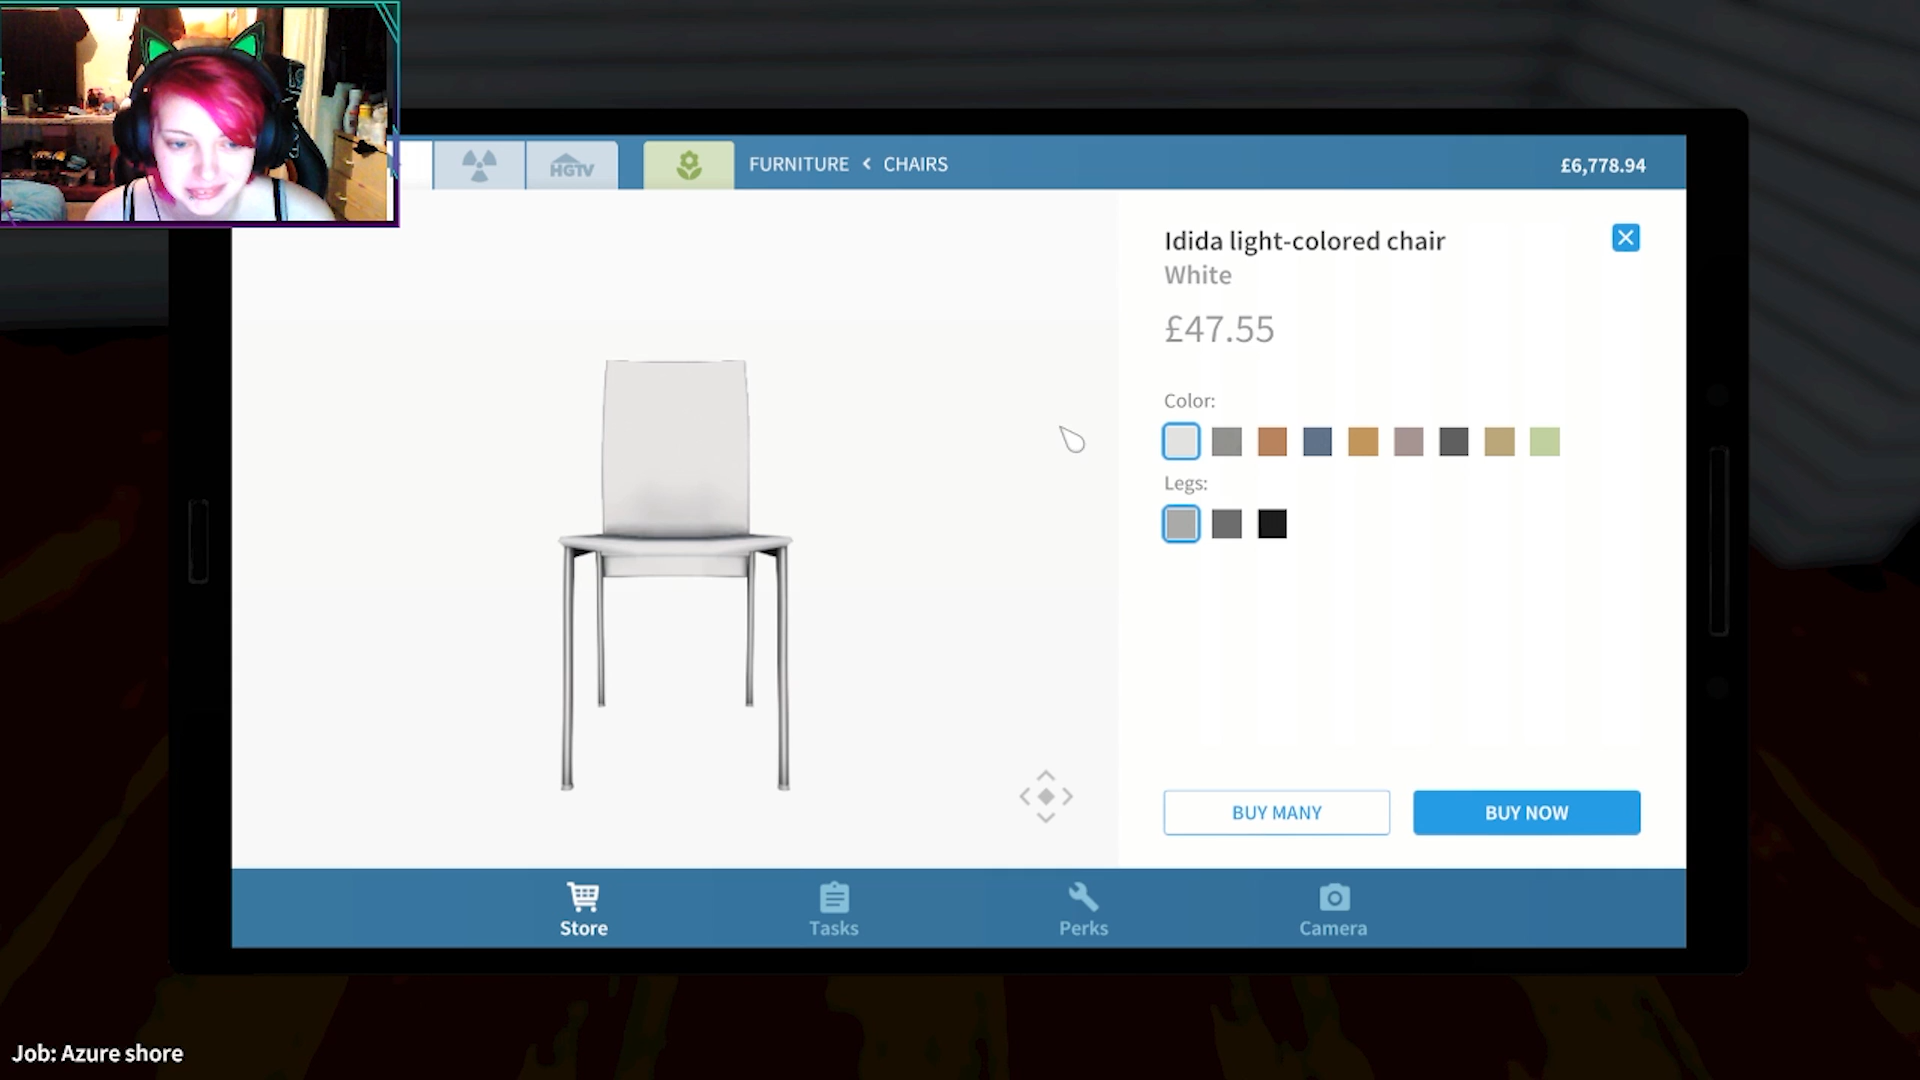 HGTV
FURNITURE < CHAIRS
£6,778.94
Idida light-colored chair
White
£47.55
Color:
Legs:
BUY MANY
BUY NOW
Store
Tasks
Perks
Camera
Job: Azure shore